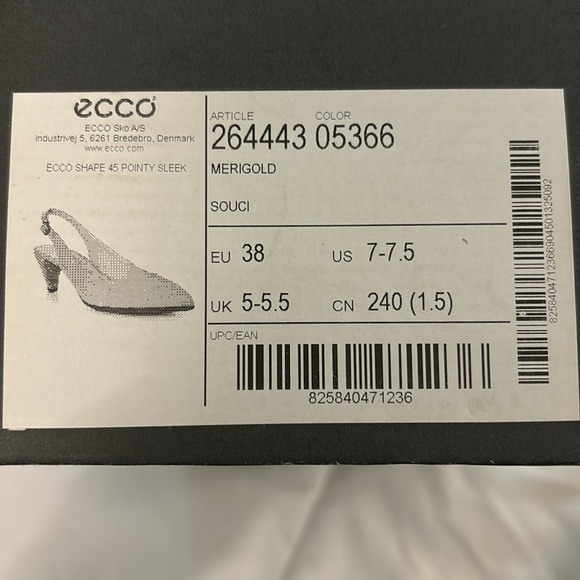 ecco
ECCO Sko A/S
Industrivej 5, 6261 Bredebro, Denmark
www.ecco.com
ECCO SHAPE 45 POINTY SLEEK
ARTICLE COLOR
264443 05366
MERIGOLD
SOUCI
EU 38 US 7-7.5
UK 5-5.5 CN 240 (1.5)
UPC/EAN
825840471236
82584047123669045013​25092